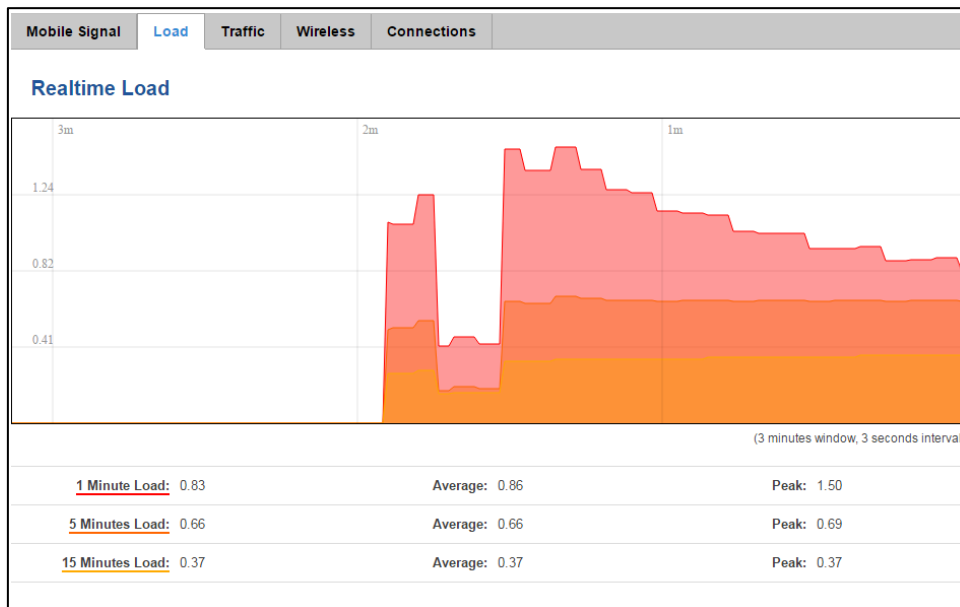 Mobile Signal Load Traffic Wireless Connections
Realtime Load
3m 2m 1m
1.24
0.82
0.41
(3 minutes window, 3 seconds interval
1 Minute Load: 0.83 Average: 0.86 Peak: 1.50
5 Minutes Load: 0.66 Average: 0.66 Peak: 0.69
15 Minutes Load: 0.37 Average: 0.37 Peak: 0.37